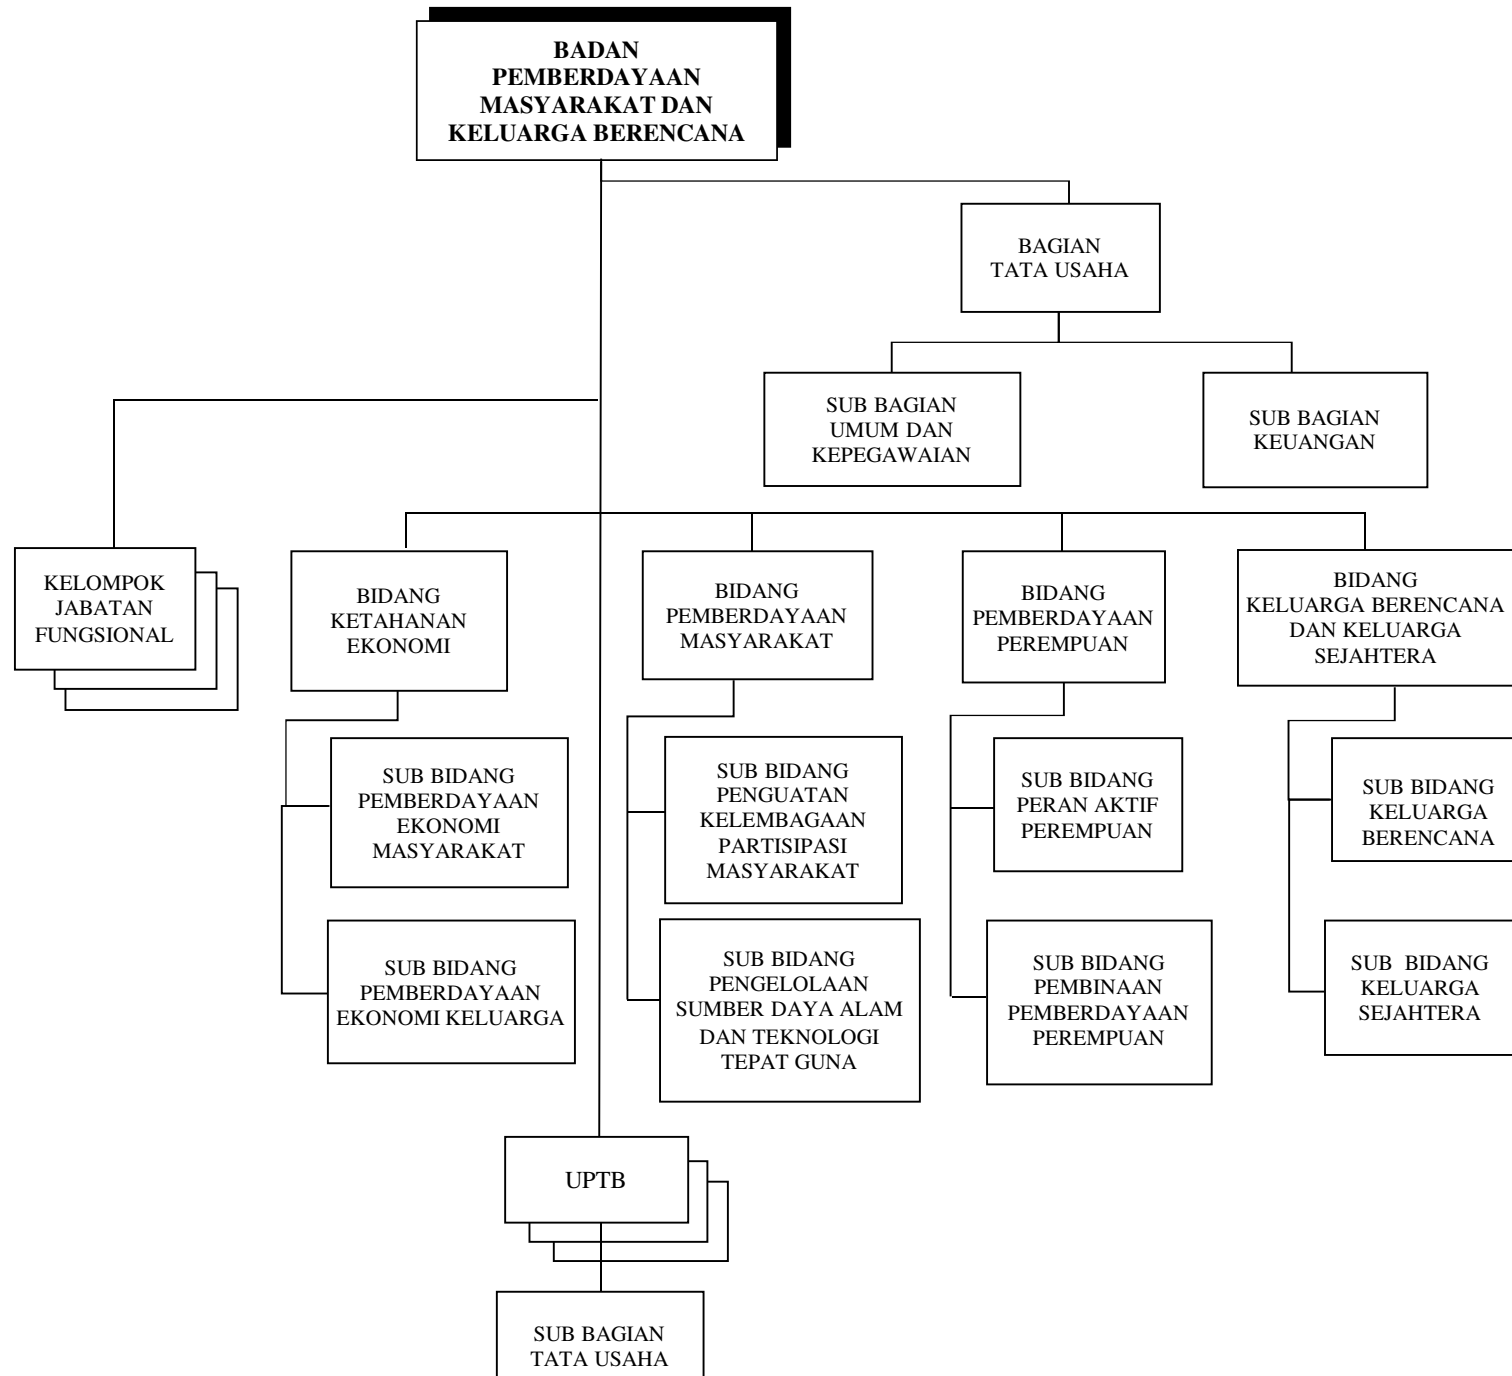 BADAN
PEMBERDAYAAN
MASYARAKAT DAN
KELUARGA BERENCANA
BAGIAN
TATA USAHA
SUB BAGIAN
UMUM DAN
KEPEGAWAIAN
SUB BAGIAN
KEUANGAN
KELOMPOK
JABATAN
FUNGSIONAL
BIDANG
KETAHANAN
EKONOMI
BIDANG
PEMBERDAYAAN
MASYARAKAT
BIDANG
PEMBERDAYAAN
PEREMPUAN
BIDANG
KELUARGA BERENCANA
DAN KELUARGA
SEJAHTERA
SUB BIDANG
PEMBERDAYAAN
EKONOMI
MASYARAKAT
SUB BIDANG
PENGUATAN
KELEMBAGAAN
PARTISIPASI
MASYARAKAT
SUB BIDANG
PERAN AKTIF
PEREMPUAN
SUB BIDANG
KELUARGA
BERENCANA
SUB BIDANG
PEMBERDAYAAN
EKONOMI KELUARGA
SUB BIDANG
PENGELOLAAN
SUMBER DAYA ALAM
DAN TEKNOLOGI
TEPAT GUNA
SUB BIDANG
PEMBINAAN
PEMBERDAYAAN
PEREMPUAN
SUB BIDANG
KELUARGA
SEJAHTERA
UPTB
SUB BAGIAN
TATA USAHA